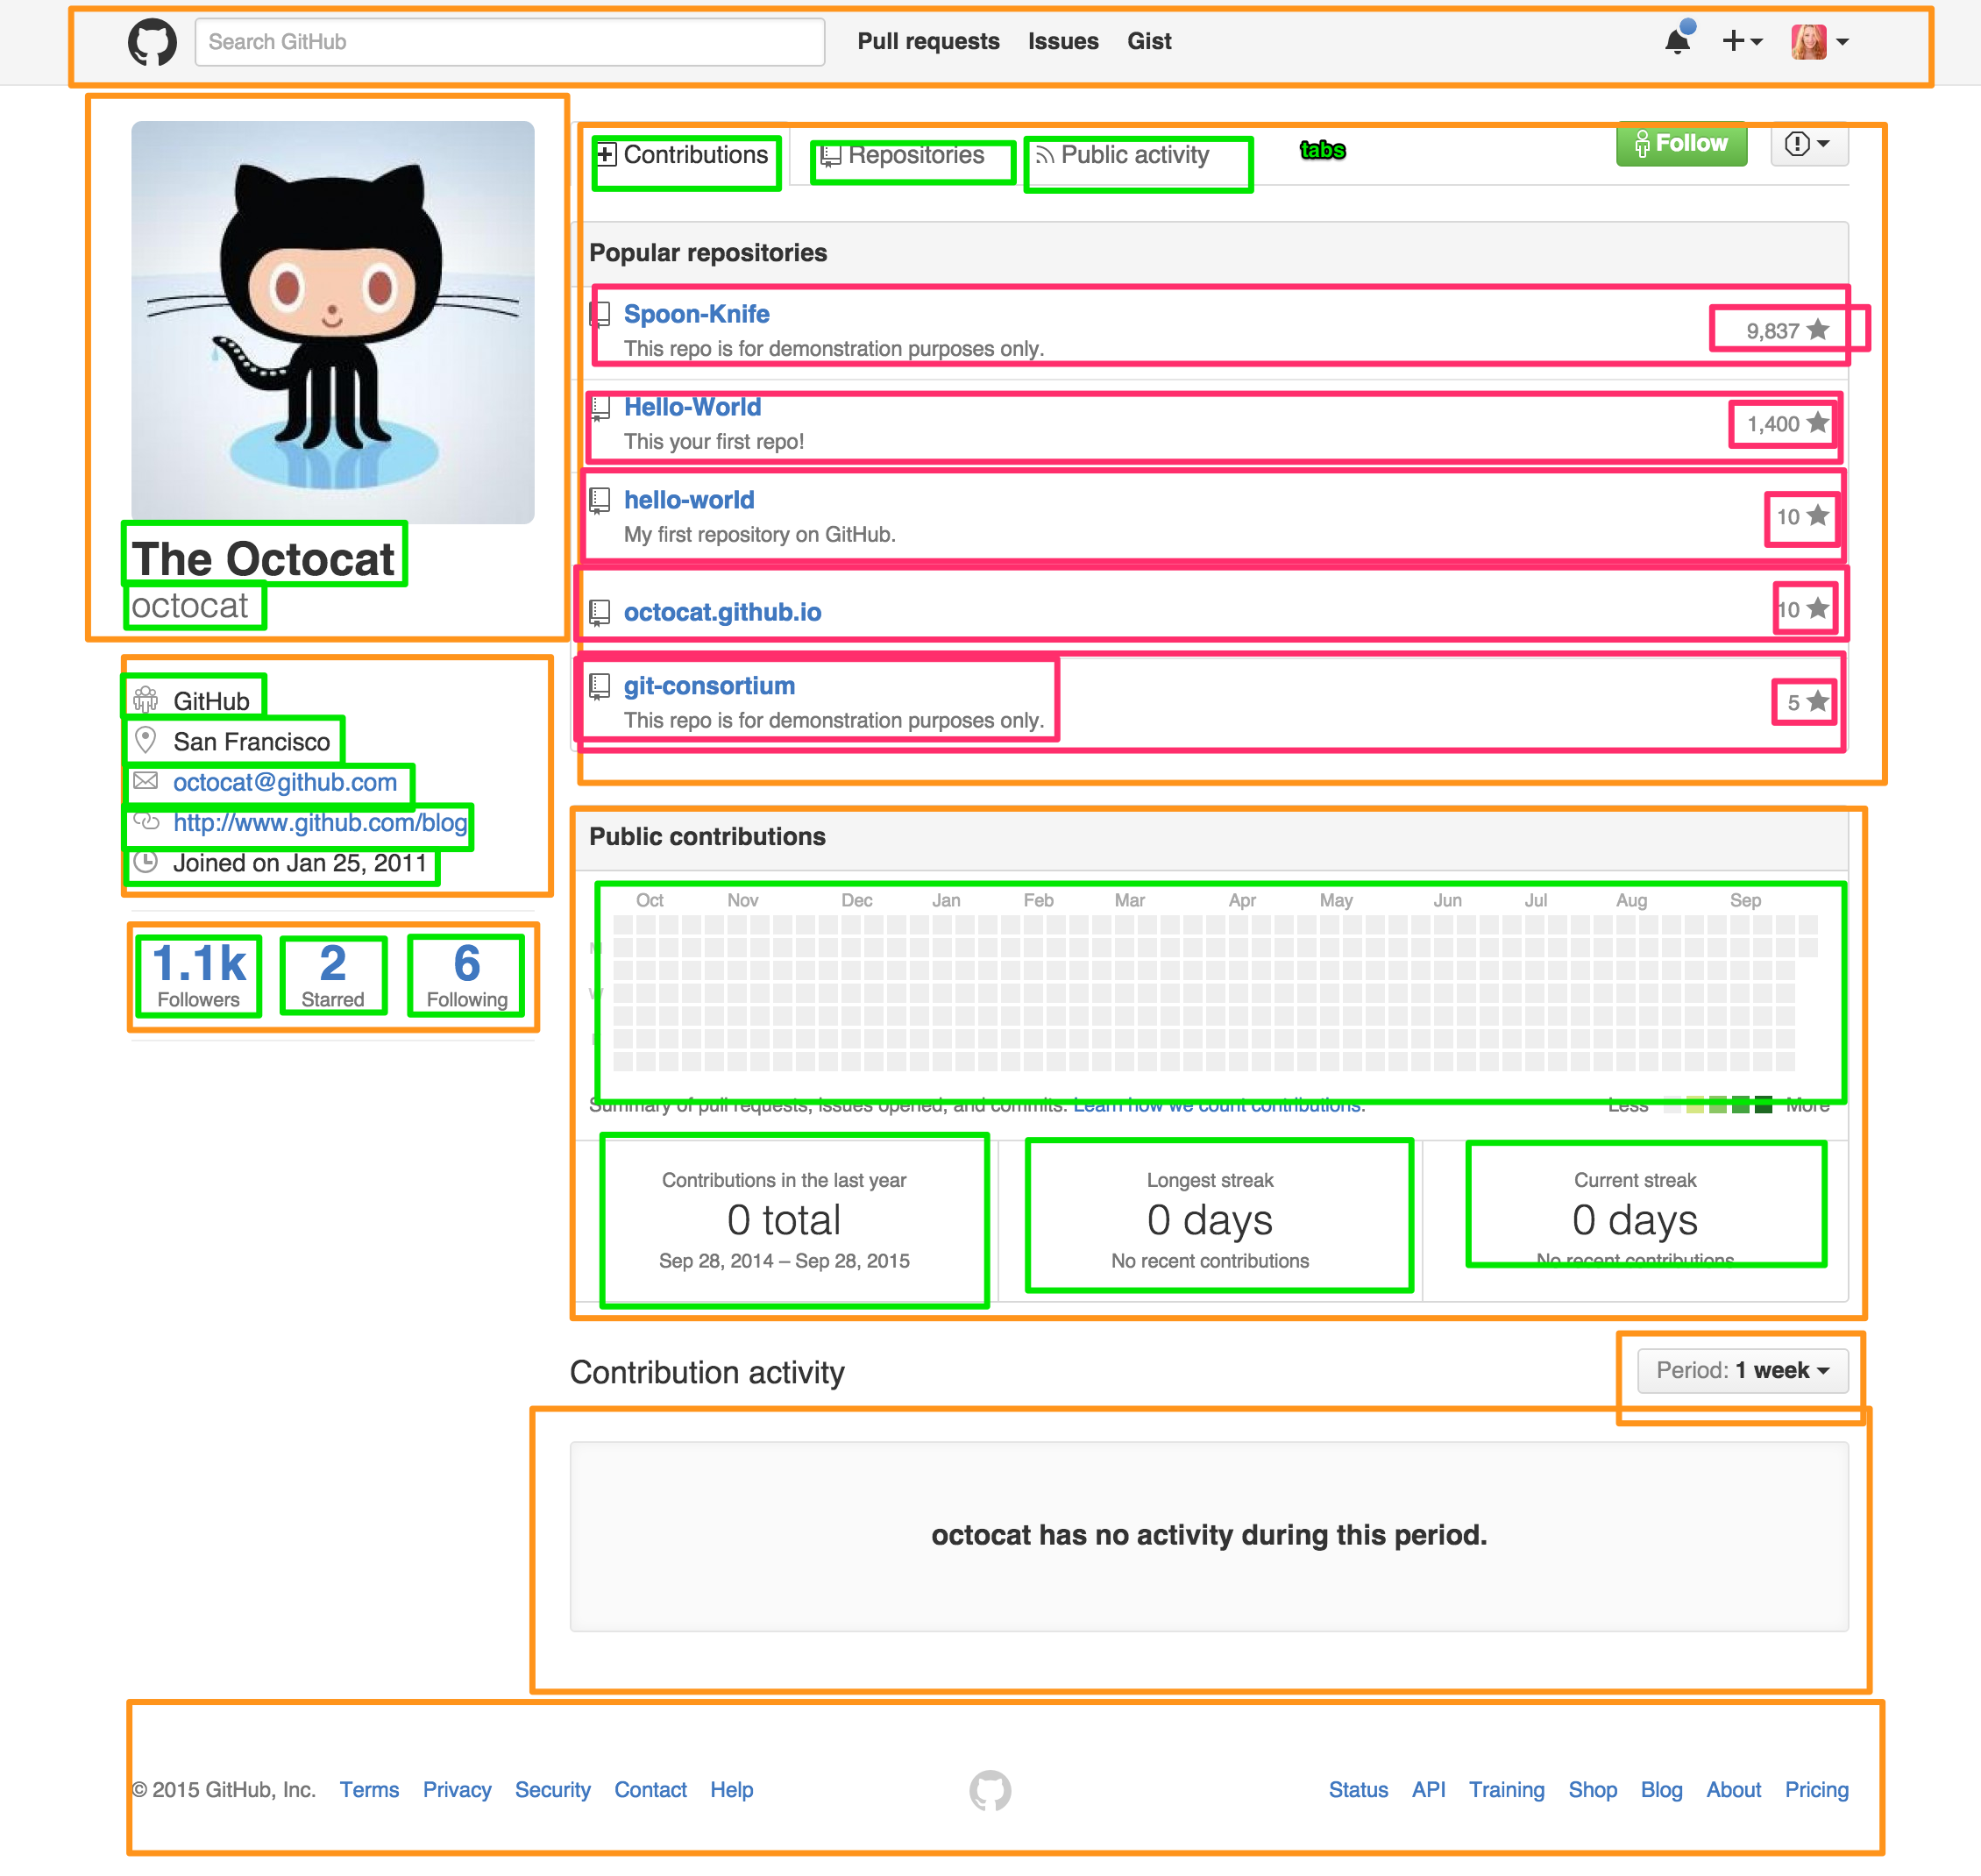 Search GitHub
Pull requests Issues Gist
Contributions Repositories Public activity tabs Follow
The Octocat
octocat
GitHub
San Francisco
octocat@github.com
http://www.github.com/blog
Joined on Jan 25, 2011
1.1k 2 6
Followers Starred Following
Popular repositories
Spoon-Knife
This repo is for demonstration purposes only.
9,837
Hello-World
This your first repo!
1,400
hello-world
My first repository on GitHub.
10
octocat.github.io
10
git-consortium
This repo is for demonstration purposes only.
5
Public contributions
Oct Nov Dec Jan Feb Mar Apr May Jun Jul Aug Sep
M
W
Summary of pull requests, issues opened, and commits. Learn how we count contributions.
Less More
Contributions in the last year
0 total
Sep 28, 2014 – Sep 28, 2015
Longest streak
0 days
No recent contributions
Current streak
0 days
No recent contributions
Contribution activity
Period: 1 week
octocat has no activity during this period.
© 2015 GitHub, Inc. Terms Privacy Security Contact Help
Status API Training Shop Blog About Pricing